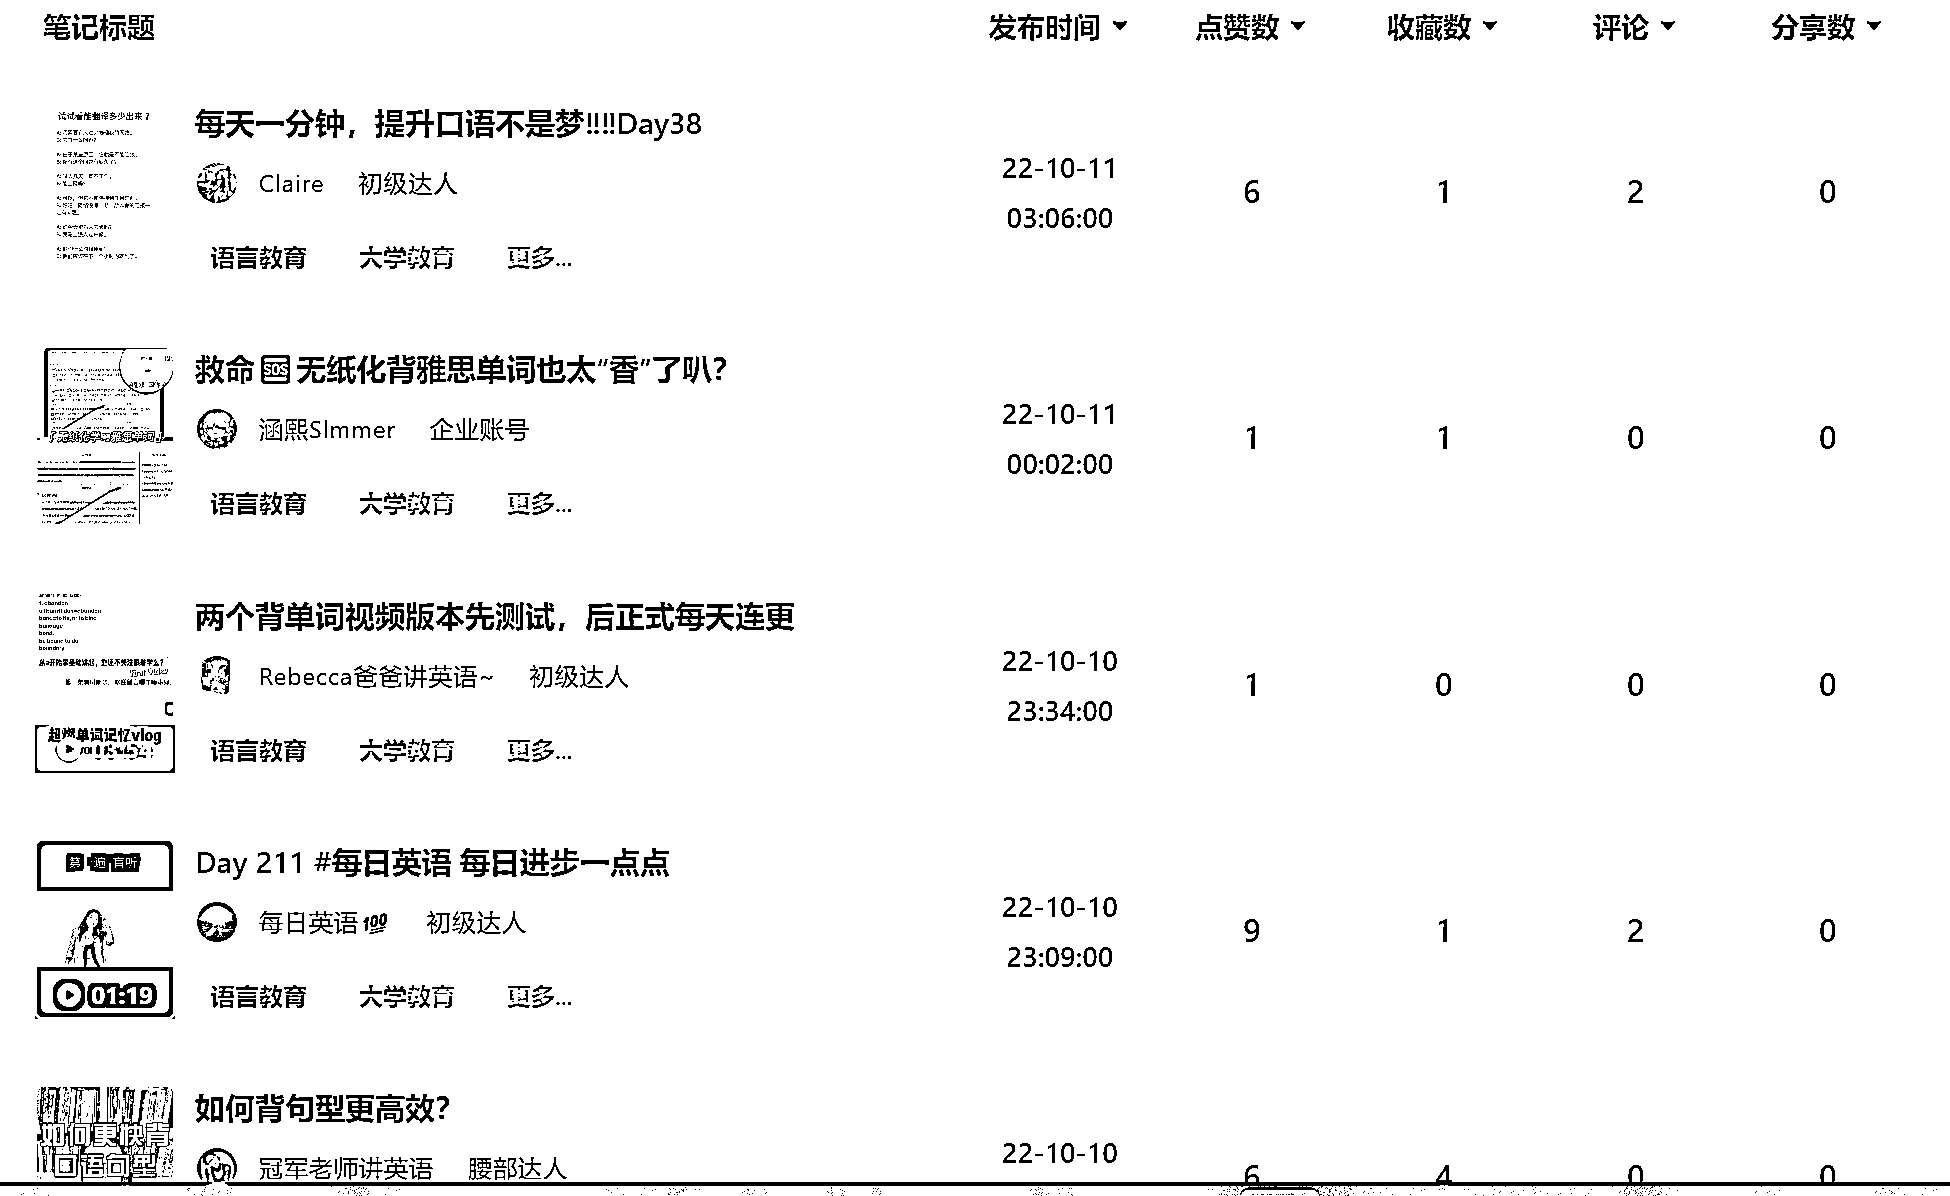 笔记标题 发布时间 点赞数 收藏数 评论 分享数
试试看能翻译多少出来？
每天一分钟，提升口语不是梦!!!!Day38
Claire 初级达人
语言教育 大学教育 更多...
22-10-11
03:06:00
6 1 2 0
救命🆘无纸化背雅思单词也太“香”了叭？
涵熙Slmmer 企业账号
语言教育 大学教育 更多...
22-10-11
00:02:00
1 1 0 0
超燃单词记忆vlog
两个背单词视频版本先测试，后正式每天连更
Rebecca爸爸讲英语~ 初级达人
语言教育 大学教育 更多...
22-10-10
23:34:00
1 0 0 0
01:19
Day 211 #每日英语 每日进步一点点
每日英语💯 初级达人
语言教育 大学教育 更多...
22-10-10
23:09:00
9 1 2 0
如何更快背
口语句型
如何背句型更高效？
冠军老师讲英语 腰部达人
22-10-10
6 4 0 0